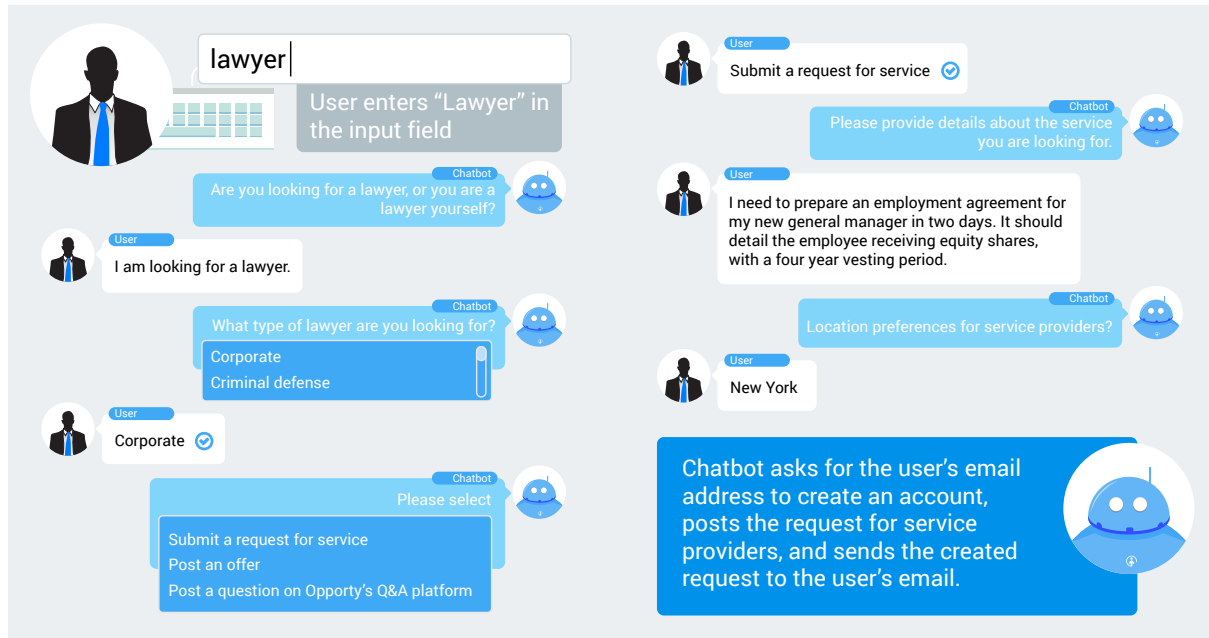 lawyer
User enters “Lawyer” in
the input field
Chatbot
Are you looking for a lawyer, or you are a
lawyer yourself?
User
I am looking for a lawyer.
Chatbot
What type of lawyer are you looking for?
Corporate
Criminal defense
User
Corporate
Chatbot
Please select
Submit a request for service
Post an offer
Post a question on Opporty’s Q&A platform
User
Submit a request for service
Chatbot
Please provide details about the service
you are looking for.
User
I need to prepare an employment agreement for
my new general manager in two days. It should
detail the employee receiving equity shares,
with a four year vesting period.
Chatbot
Location preferences for service providers?
User
New York
Chatbot asks for the user’s email
address to create an account,
posts the request for service
providers, and sends the created
request to the user’s email.